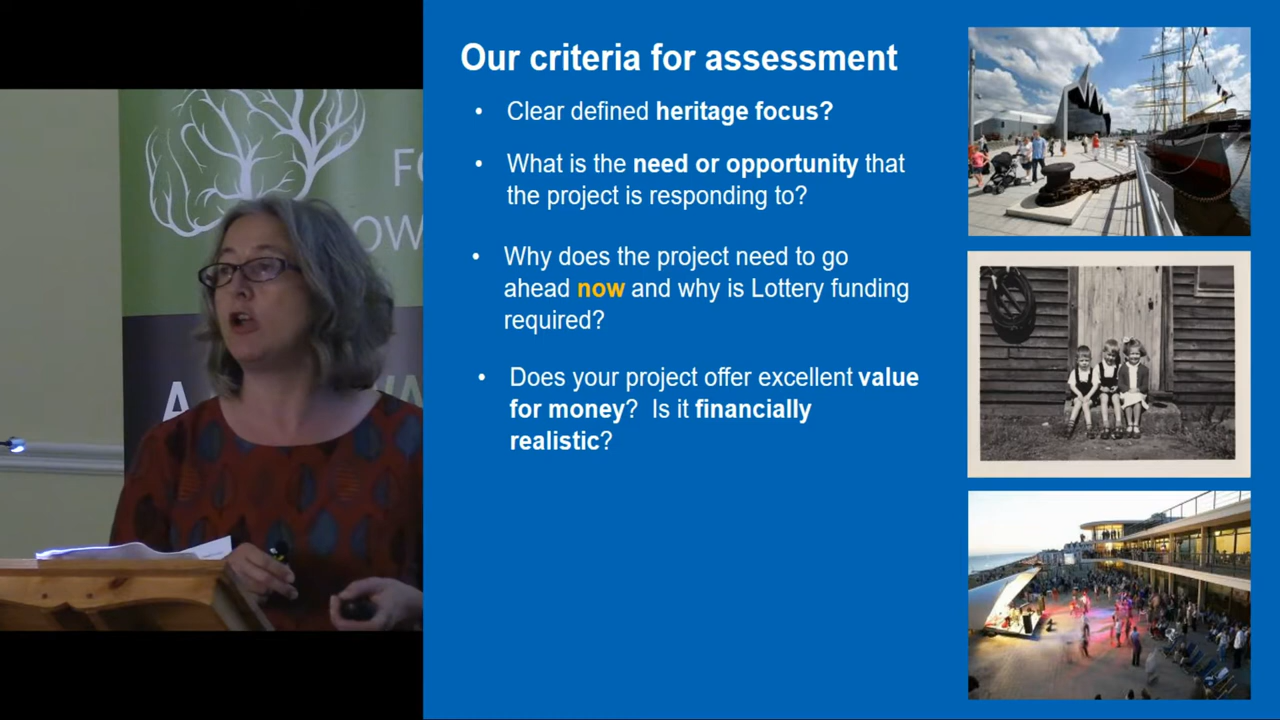 FO
OW
A
Our criteria for assessment
• Clear defined heritage focus?
• What is the need or opportunity that
the project is responding to?
• Why does the project need to go
ahead now and why is Lottery funding
required?
• Does your project offer excellent value
for money? Is it financially
realistic?